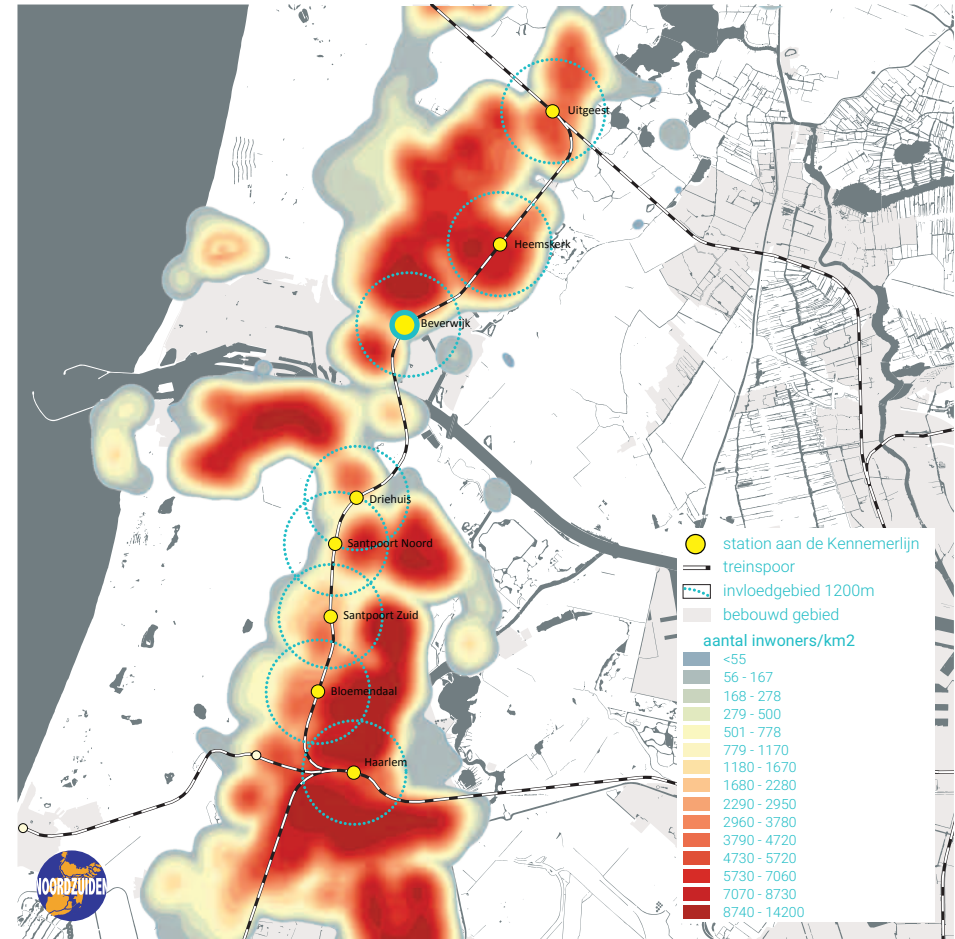 Uitgeest
Heemskerk
Beverwijk
Driehuis
Santpoort Noord
Santpoort Zuid
Bloemendaal
Haarlem
station aan de Kennemerlijn
treinspoor
invloedgebied 1200m
bebouwd gebied
aantal inwoners/km2
<55
56 - 167
168 - 278
279 - 500
501 - 778
779 - 1170
1180 - 1670
1680 - 2280
2290 - 2950
2960 - 3780
3790 - 4720
4730 - 5720
5730 - 7060
7070 - 8730
8740 - 14200
NOORDZUIDEN